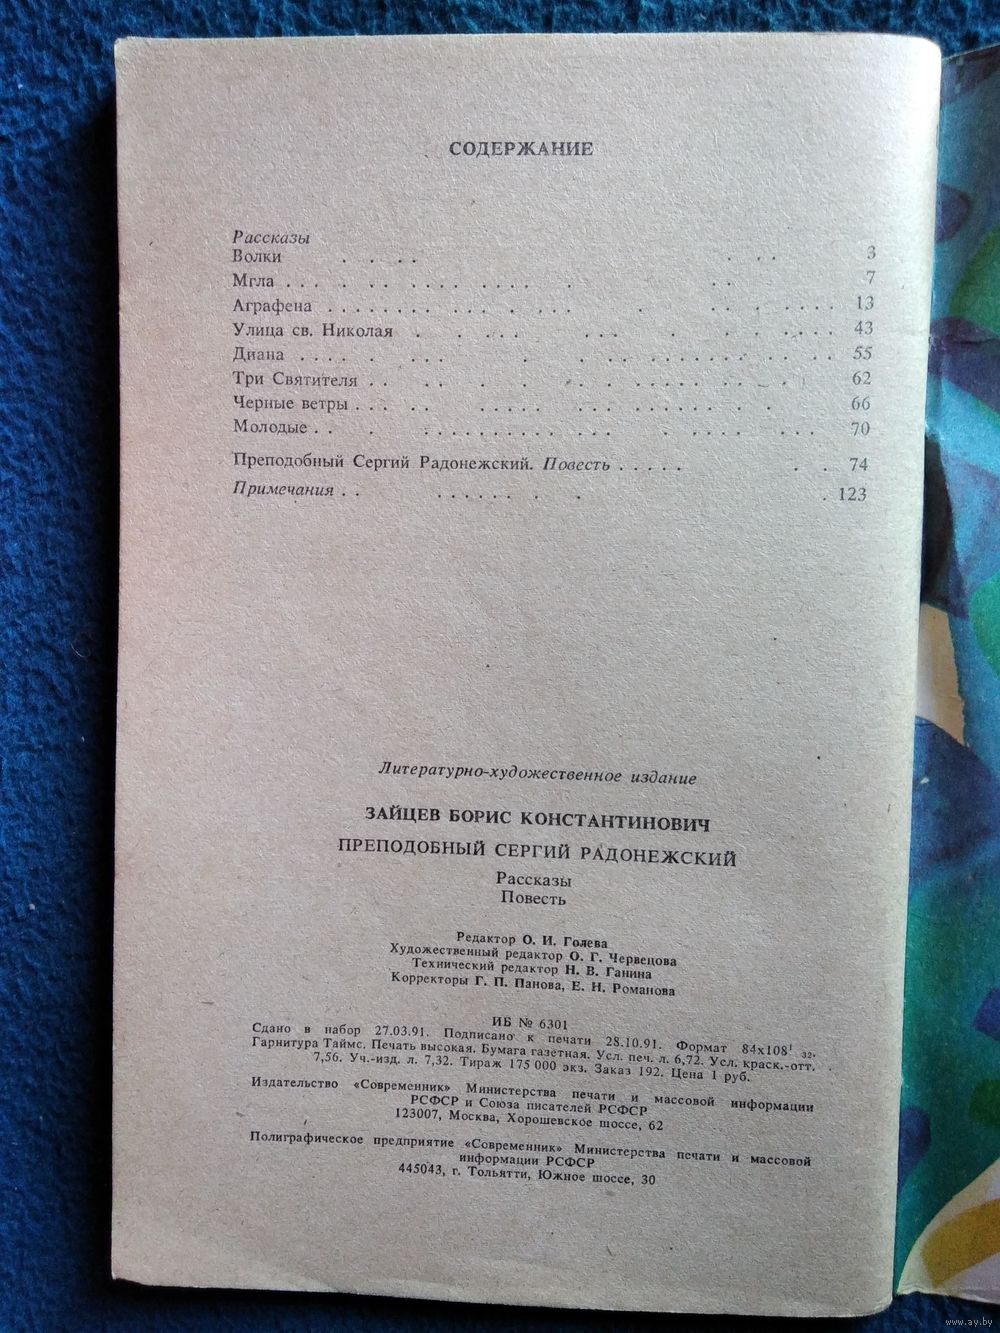 СОДЕРЖАНИЕ
Рассказы
Волки . . . . . . . 3
Мгла . . . . . . . . . . . . . . . . . . . 7
Аграфена . . . . . . . . . . . . . . . . . . . . . . . 13
Улица св. Николая . . . . . . . . . . . . . . . . . 43
Диана . . . . . . . . . . . . . . . . . . . . . 55
Три Святителя . . . . . . . . . . . . . . . . . 62
Черные ветры . . . . . . . . . . . . . . . . . . . . 66
Молодые . . . . . . . . . . . . . . . . . . . . . . 70
Преподобный Сергий Радонежский. Повесть . . . . . . . 74
Примечания . . . . . . . . . . . 123
Литературно-художественное издание
ЗАЙЦЕВ БОРИС КОНСТАНТИНОВИЧ
ПРЕПОДОБНЫЙ СЕРГИЙ РАДОНЕЖСКИЙ
Рассказы
Повесть
Редактор О. И. Голева
Художественный редактор О. Г. Червецова
Технический редактор Н. В. Ганина
Корректоры Г. П. Панова, Е. Н. Романова
ИБ № 6301
Сдано в набор 27.03.91. Подписано к печати 28.10.91. Формат 84х108¹ ₃₂.
Гарнитура Таймс. Печать высокая. Бумага газетная. Усл. печ. л. 6,72. Усл. краск.-отт.
7,56. Уч.-изд. л. 7,32. Тираж 175 000 экз. Заказ 192. Цена 1 руб.
Издательство «Современник» Министерства печати и массовой информации
РСФСР и Союза писателей РСФСР
123007, Москва, Хорошевское шоссе, 62
Полиграфическое предприятие «Современник» Министерства печати и массовой
информации РСФСР
445043, г. Тольятти, Южное шоссе, 30
www.ay.by